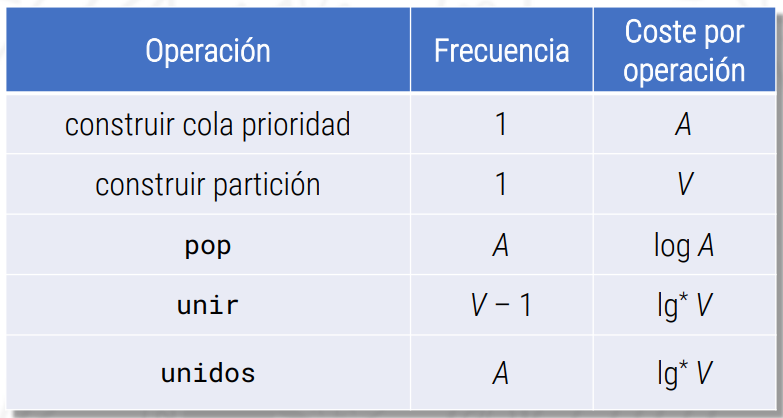 Operación Frecuencia Coste por operación
construir cola prioridad 1 A
construir partición 1 V
pop A log A
unir V – 1 lg* V
unidos A lg* V